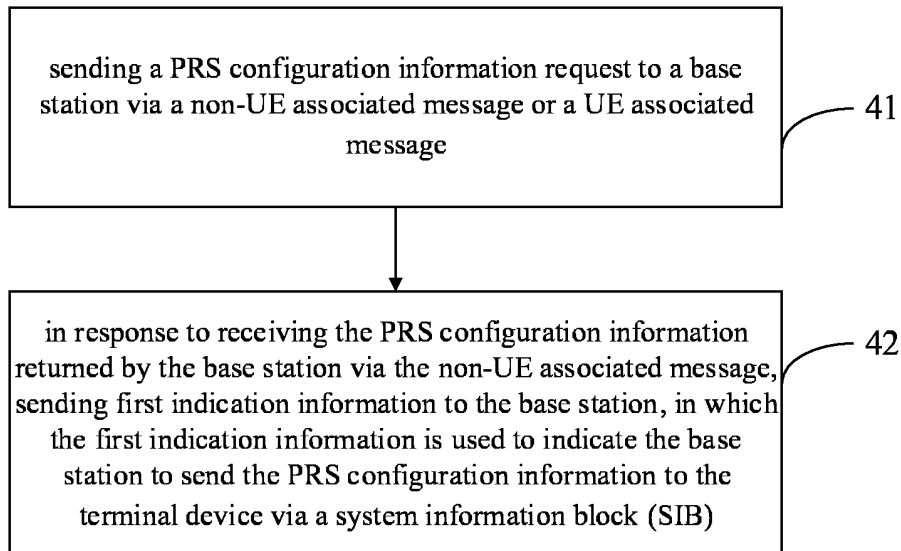 sending a PRS configuration information request to a base
station via a non-UE associated message or a UE associated
message
41
in response to receiving the PRS configuration information
returned by the base station via the non-UE associated message,
sending first indication information to the base station, in which
the first indication information is used to indicate the base
station to send the PRS configuration information to the
terminal device via a system information block (SIB)
42